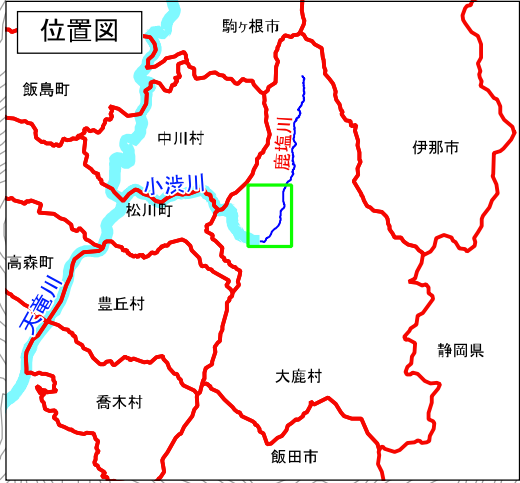 位置図
駒ヶ根市
飯島町
中川村
鹿塩川
伊那市
小渋川
松川町
高森町
天竜川
豊丘村
静岡県
大鹿村
喬木村
飯田市